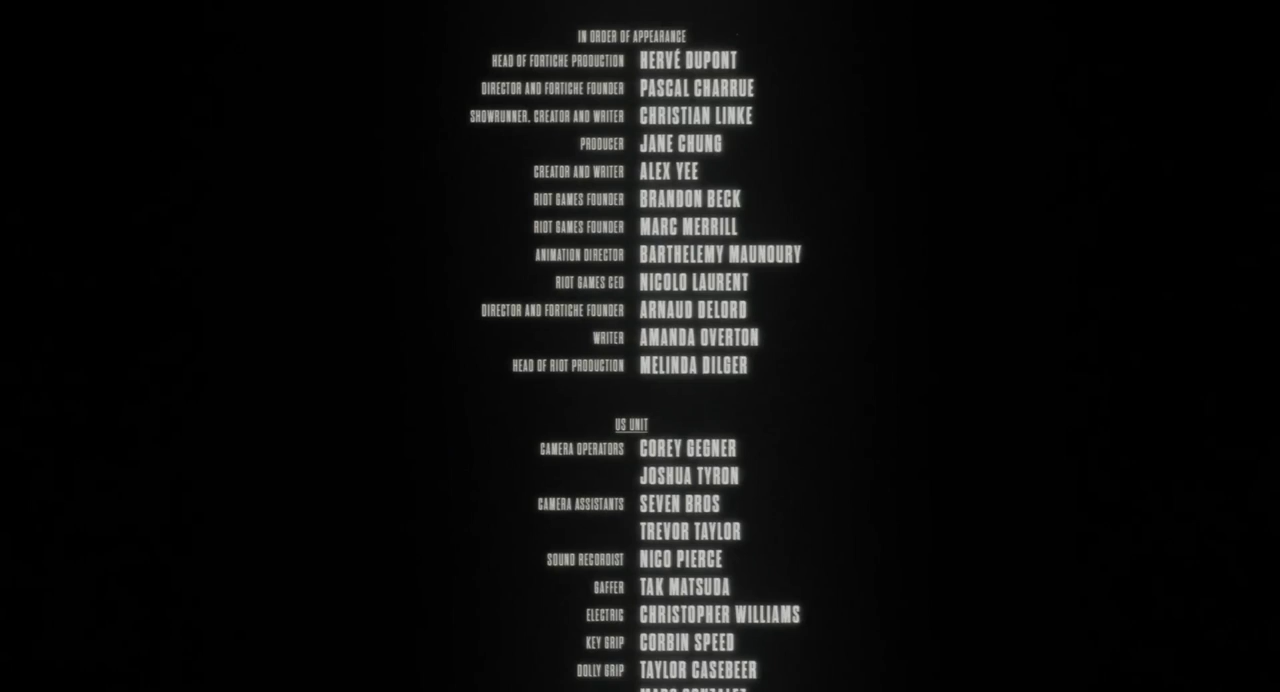 IN ORDER OF APPEARANCE
HEAD OF FORTICHE PRODUCTION HERVÉ DUPONT
DIRECTOR AND FORTICHE FOUNDER PASCAL CHARRUE
SHOWRUNNER, CREATOR AND WRITER CHRISTIAN LINKE
PRODUCER JANE CHUNG
CREATOR AND WRITER ALEX YEE
RIOT GAMES FOUNDER BRANDON BECK
RIOT GAMES FOUNDER MARC MERRILL
ANIMATION DIRECTOR BARTHELEMY MAUNOURY
RIOT GAMES CEO NICOLO LAURENT
DIRECTOR AND FORTICHE FOUNDER ARNAUD DELORD
WRITER AMANDA OVERTON
HEAD OF RIOT PRODUCTION MELINDA DILGER
US UNIT
CAMERA OPERATORS COREY GEGNER
JOSHUA TYRON
CAMERA ASSISTANTS SEVEN BROS
TREVOR TAYLOR
SOUND RECORDIST NICO PIERCE
GAFFER TAK MATSUDA
ELECTRIC CHRISTOPHER WILLIAMS
KEY GRIP CORBIN SPEED
DOLLY GRIP TAYLOR CASEBEER